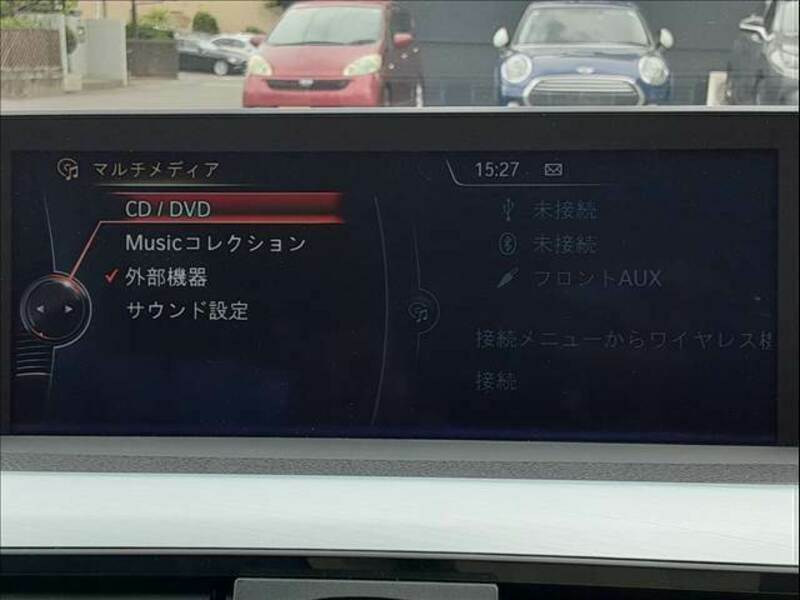 マルチメディア
CD / DVD
Musicコレクション
外部機器
サウンド設定
15:27
未接続
未接続
フロントAUX
接続メニューからワイヤレス
接続